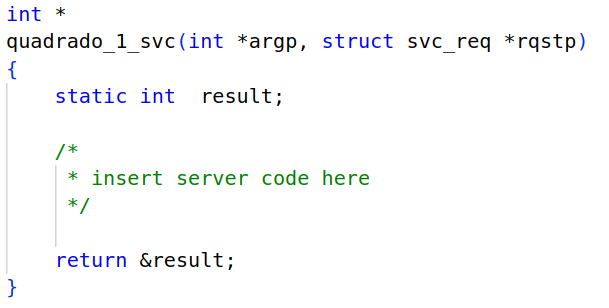 int *
quadrado_1_svc(int *argp, struct svc_req *rqstp)
{
    static int  result;

    /*
     * insert server code here
     */

    return &result;
}